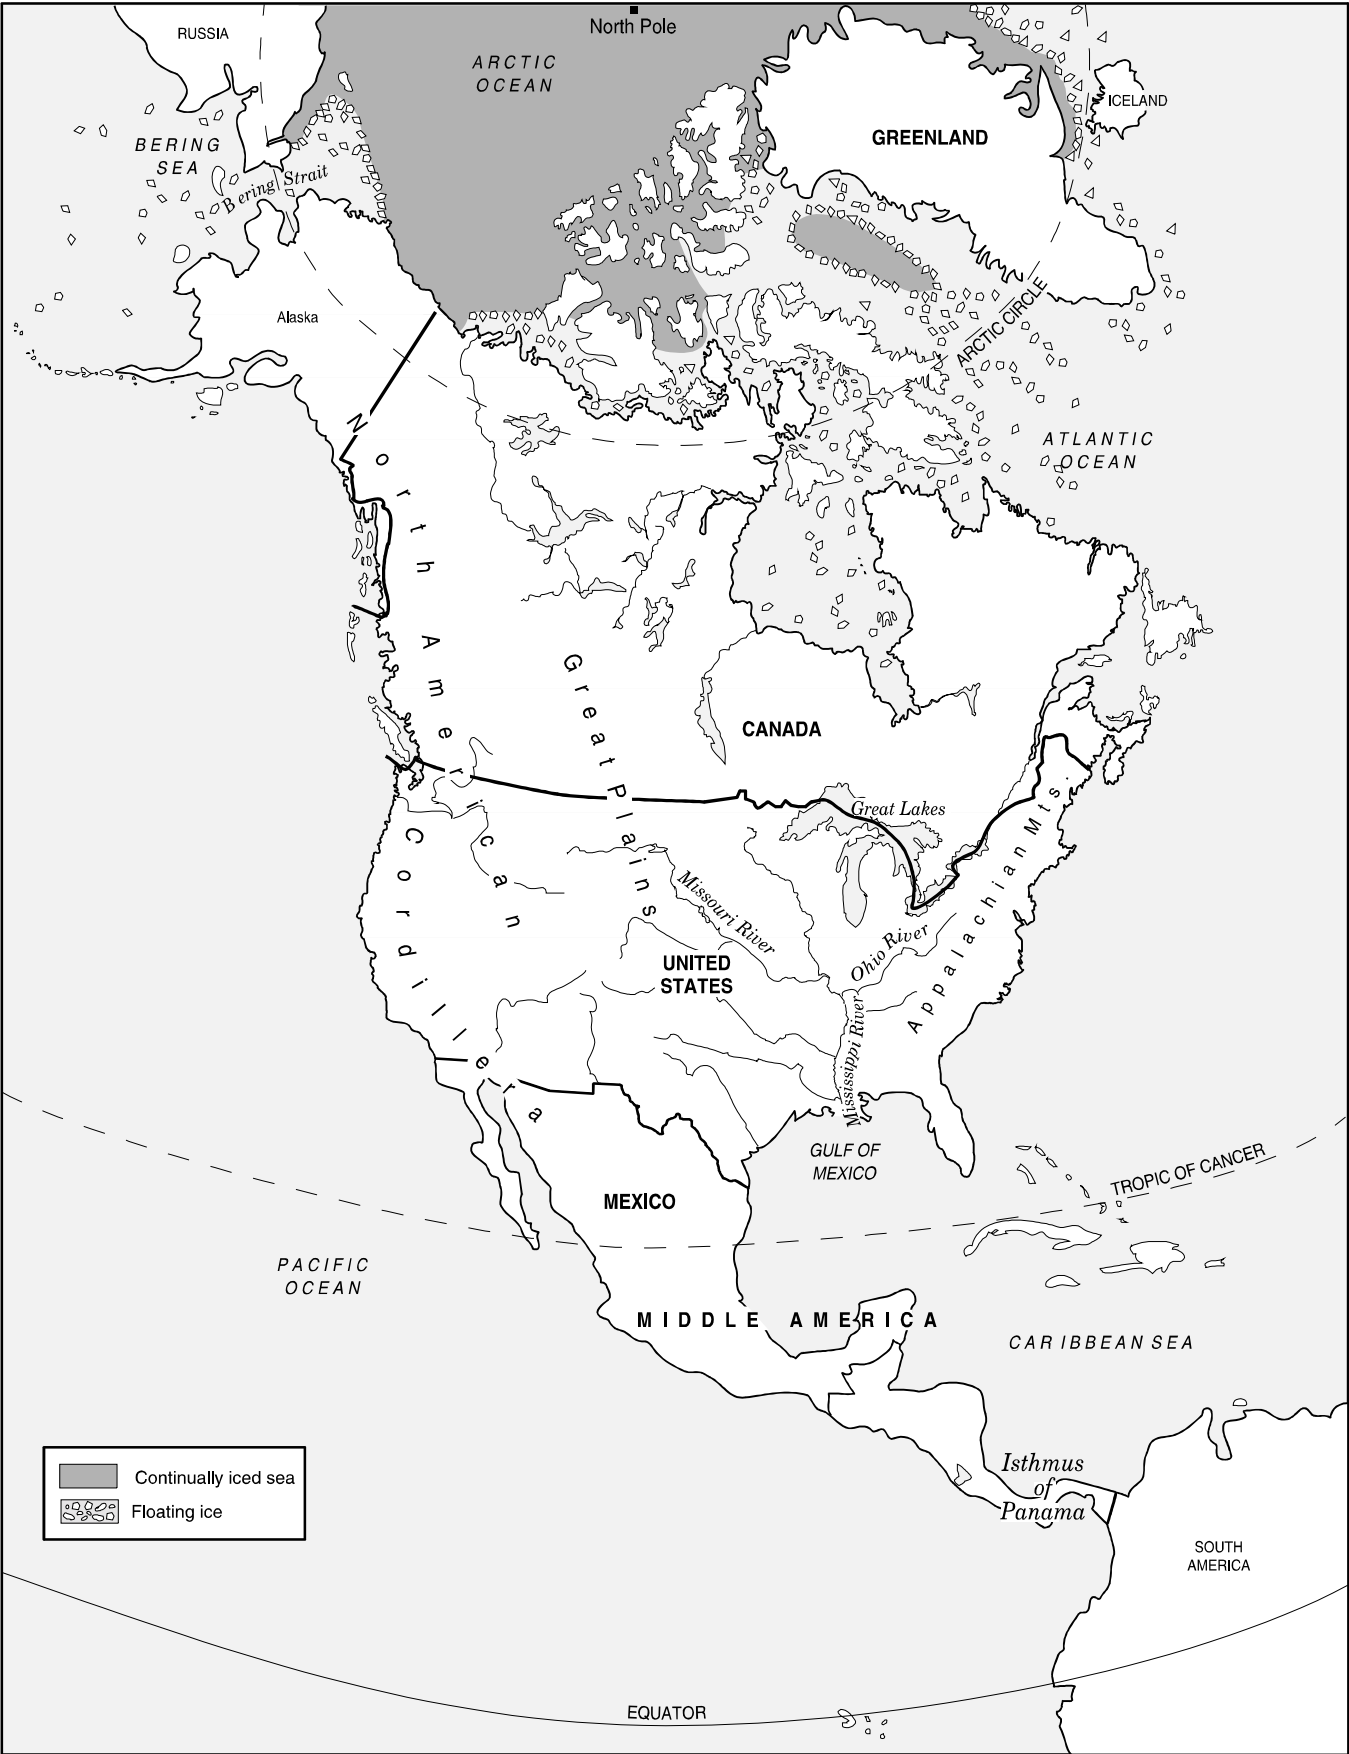 North Pole
RUSSIA
ARCTIC
OCEAN
ICELAND
GREENLAND
BERING
SEA
Bering Strait
Alaska
ARCTIC CIRCLE
ATLANTIC
OCEAN
North American
Cordillera
Great Plains
CANADA
Great Lakes
Appalachian Mts.
Missouri River
Ohio River
UNITED
STATES
Mississippi River
GULF OF
MEXICO
TROPIC OF CANCER
MEXICO
PACIFIC
OCEAN
MIDDLE AMERICA
CARIBBEAN SEA
Isthmus
of
Panama
Continually iced sea
Floating ice
SOUTH
AMERICA
EQUATOR